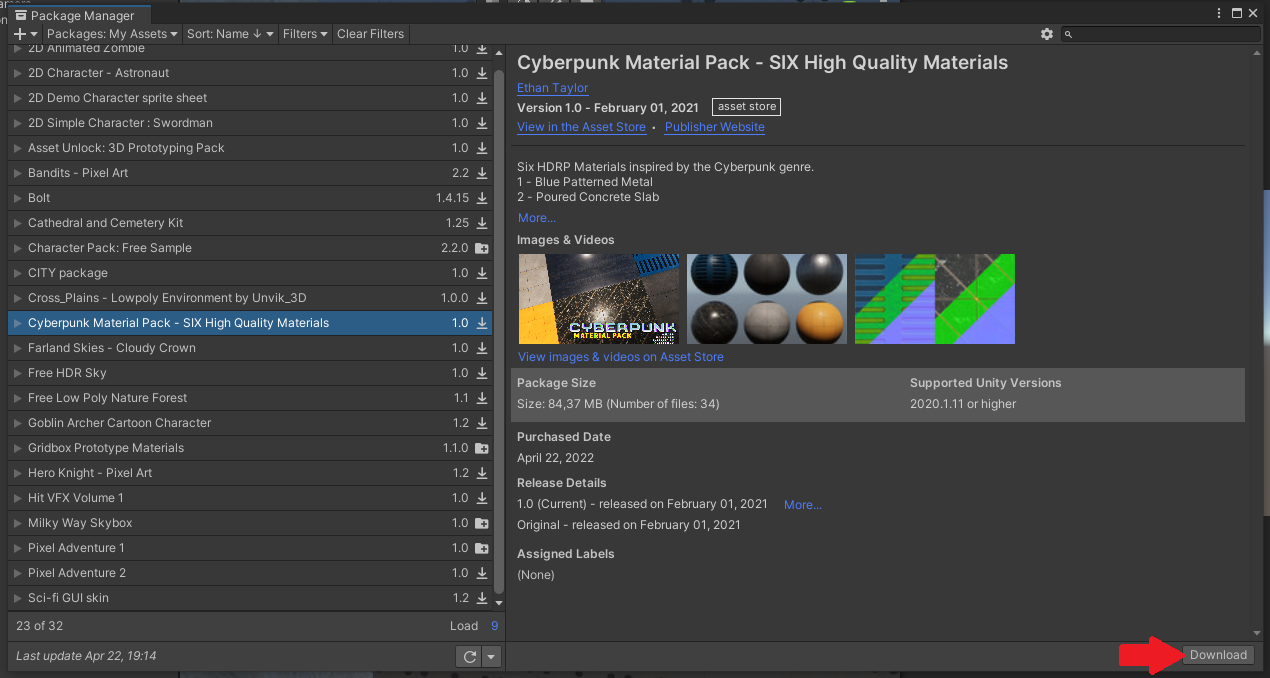 Package Manager
Packages: My Assets
Sort: Name ↓
Filters
Clear Filters
2D Animated Zombie 1.0
2D Character - Astronaut 1.0
2D Demo Character sprite sheet 1.0
2D Simple Character : Swordman 1.0
Asset Unlock: 3D Prototyping Pack 1.0
Bandits - Pixel Art 2.2
Bolt 1.4.15
Cathedral and Cemetery Kit 1.25
Character Pack: Free Sample 2.2.0
CITY package 1.0
Cross_Plains - Lowpoly Environment by Unvik_3D 1.0.0
Cyberpunk Material Pack - SIX High Quality Materials 1.0
Farland Skies - Cloudy Crown 1.0
Free HDR Sky 1.0
Free Low Poly Nature Forest 1.1
Goblin Archer Cartoon Character 1.2
Gridbox Prototype Materials 1.1.0
Hero Knight - Pixel Art 1.2
Hit VFX Volume 1 1.0
Milky Way Skybox 1.0
Pixel Adventure 1 1.0
Pixel Adventure 2 1.0
Sci-fi GUI skin 1.2
23 of 32
Load 9
Last update Apr 22, 19:14
Cyberpunk Material Pack - SIX High Quality Materials
Ethan Taylor
Version 1.0 - February 01, 2021 asset store
View in the Asset Store • Publisher Website
Six HDRP Materials inspired by the Cyberpunk genre.
1 - Blue Patterned Metal
2 - Poured Concrete Slab
More...
Images & Videos
CYBERPUNK
MATERIAL PACK
View images & videos on Asset Store
Package Size
Size: 84,37 MB (Number of files: 34)
Supported Unity Versions
2020.1.11 or higher
Purchased Date
April 22, 2022
Release Details
1.0 (Current) - released on February 01, 2021 More...
Original - released on February 01, 2021
Assigned Labels
(None)
Download